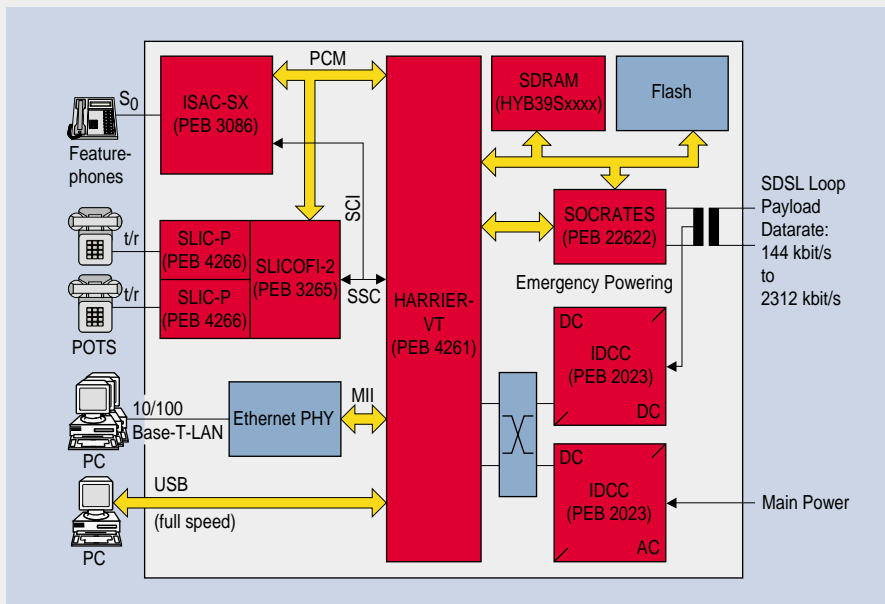 PCM
S0
ISAC-SX
(PEB 3086)
Feature-
phones
SCI
SDRAM
(HYB39Sxxxx)
Flash
t/r
SLIC-P
(PEB 4266)
t/r
SLIC-P
(PEB 4266)
SLICOFI-2
(PEB 3265)
SSC
POTS
HARRIER-
VT
(PEB 4261)
SOCRATES
(PEB 22622)
Emergency Powering
SDSL Loop
Payload
Datarate:
144 kbit/s
to
2312 kbit/s
DC
IDCC
(PEB 2023)
DC
10/100
Base-T-LAN
PC
Ethernet PHY
MII
USB
(full speed)
PC
DC
IDCC
(PEB 2023)
AC
Main Power